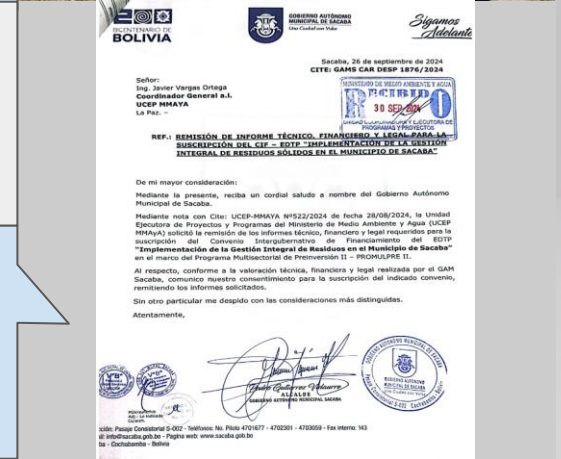 BICENTENARIO DE
BOLIVIA
GOBIERNO AUTÓNOMO
MUNICIPAL DE SACABA
Una Ciudad con Valor
Sigamos
Adelante
Sacaba, 26 de septiembre de 2024
CITE: GAMS CAR DESP 1876/2024
Señor:
Ing. Javier Vargas Ortega
Coordinador General a.i.
UCEP MMAYA
La Paz. –
MINISTERIO DE MEDIO AMBIENTE Y AGUA
RECIBIDO
30 SEP 2024
PROGRAMAS Y PROYECTOS
REF.: REMISIÓN DE INFORME TÉCNICO, FINANCIERO Y LEGAL PARA LA
SUSCRIPCIÓN DEL CIF – EDTP "IMPLEMENTACIÓN DE LA GESTIÓN
INTEGRAL DE RESIDUOS SÓLIDOS EN EL MUNICIPIO DE SACABA"
De mi mayor consideración:
Mediante la presente, reciba un cordial saludo a nombre del Gobierno Autónomo
Municipal de Sacaba.
Mediante nota con Cite: UCEP-MMAYA Nº522/2024 de fecha 28/08/2024, la Unidad
Ejecutora de Proyectos y Programas del Ministerio de Medio Ambiente y Agua (UCEP
MMAyA) solicitó la remisión de los informes técnico, financiero y legal requeridos para la
suscripción del Convenio Intergubernativo de Financiamiento del EDTP
"Implementación de la Gestión Integral de Residuos en el Municipio de Sacaba"
en el marco del Programa Multisectorial de Preinversión II – PROMULPRE II.
Al respecto, conforme a la valoración técnica, financiera y legal realizada por el GAM
Sacaba, comunico nuestro consentimiento para la suscripción del indicado convenio,
remitiendo los informes solicitados.
Sin otro particular me despido con las consideraciones más distinguidas.
Atentamente,
ALCALDE
GOBIERNO AUTÓNOMO MUNICIPAL SACABA
GOBIERNO AUTÓNOMO
MUNICIPAL DE SACABA
ción: Pasaje Consistorial S-002 - Teléfonos: No. Piloto 4701677 - 4702301 - 4703059 - Fax interno: 143
il: info@sacaba.gob.bo - Pagina web: www.sacaba.gob.bo
ba - Cochabamba - Bolivia